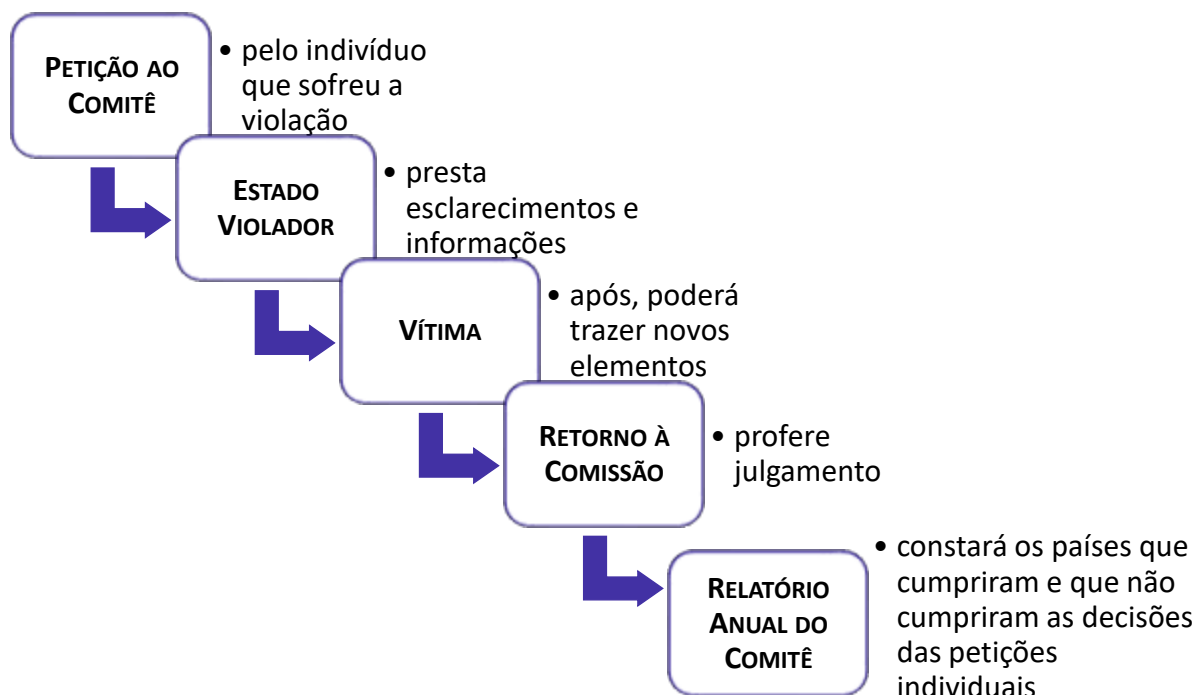 PETIÇÃO AO
COMITÊ
• pelo indivíduo
que sofreu a
violação
ESTADO
VIOLADOR
• presta
esclarecimentos e
informações
VÍTIMA
• após, poderá
trazer novos
elementos
RETORNO À
COMISSÃO
• profere
julgamento
RELATÓRIO
ANUAL DO
COMITÊ
• constará os países que
cumpriram e que não
cumpriram as decisões
das petições
individuais